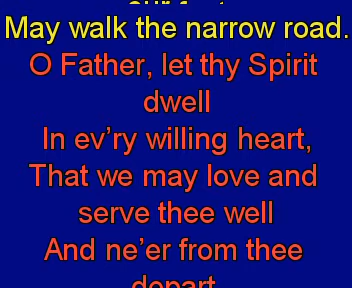 May walk the narrow road.
O Father, let thy Spirit
dwell
In ev’ry willing heart,
That we may love and
serve thee well
And ne’er from thee
depart